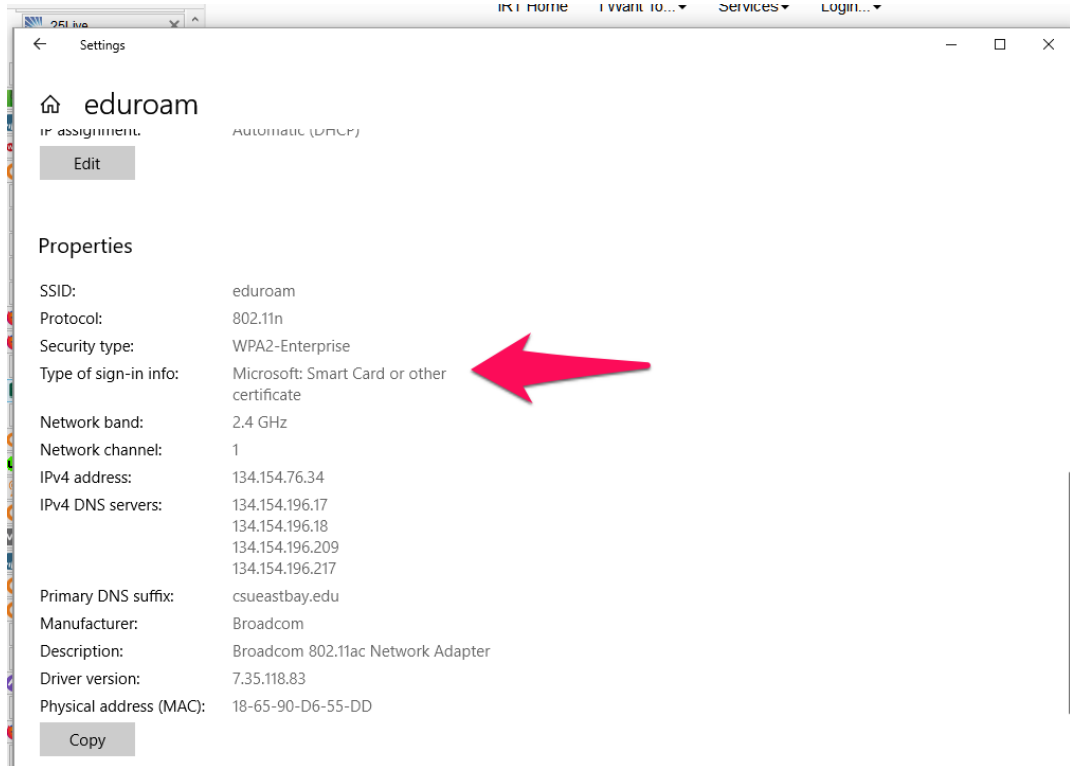 IRT Home I Want To... Services Login...
25Live
Settings
eduroam
IP assignment: Automatic (DHCP)
Edit
Properties
SSID: eduroam
Protocol: 802.11n
Security type: WPA2-Enterprise
Type of sign-in info: Microsoft: Smart Card or other
certificate
Network band: 2.4 GHz
Network channel: 1
IPv4 address: 134.154.76.34
IPv4 DNS servers: 134.154.196.17
134.154.196.18
134.154.196.209
134.154.196.217
Primary DNS suffix: csueastbay.edu
Manufacturer: Broadcom
Description: Broadcom 802.11ac Network Adapter
Driver version: 7.35.118.83
Physical address (MAC): 18-65-90-D6-55-DD
Copy